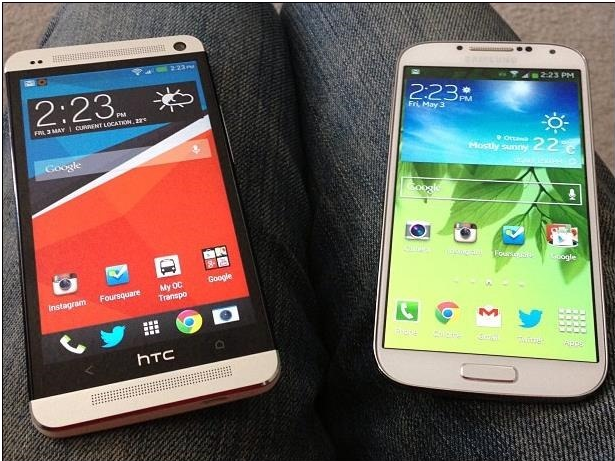 2:23 PM
2:23 PM
FRI, 3 MAY | CURRENT LOCATION, 22°C
Google
Instagram
Foursquare
My OC
Transpo
Google
hTC
SAMSUNG
2:23 PM
2:23 PM
Fri, May 3
Ottawa
Mostly sunny 22°C
Google
Camera
Instagram
Foursquare
Google
Phone
Chrome
Gmail
Twitter
Apps